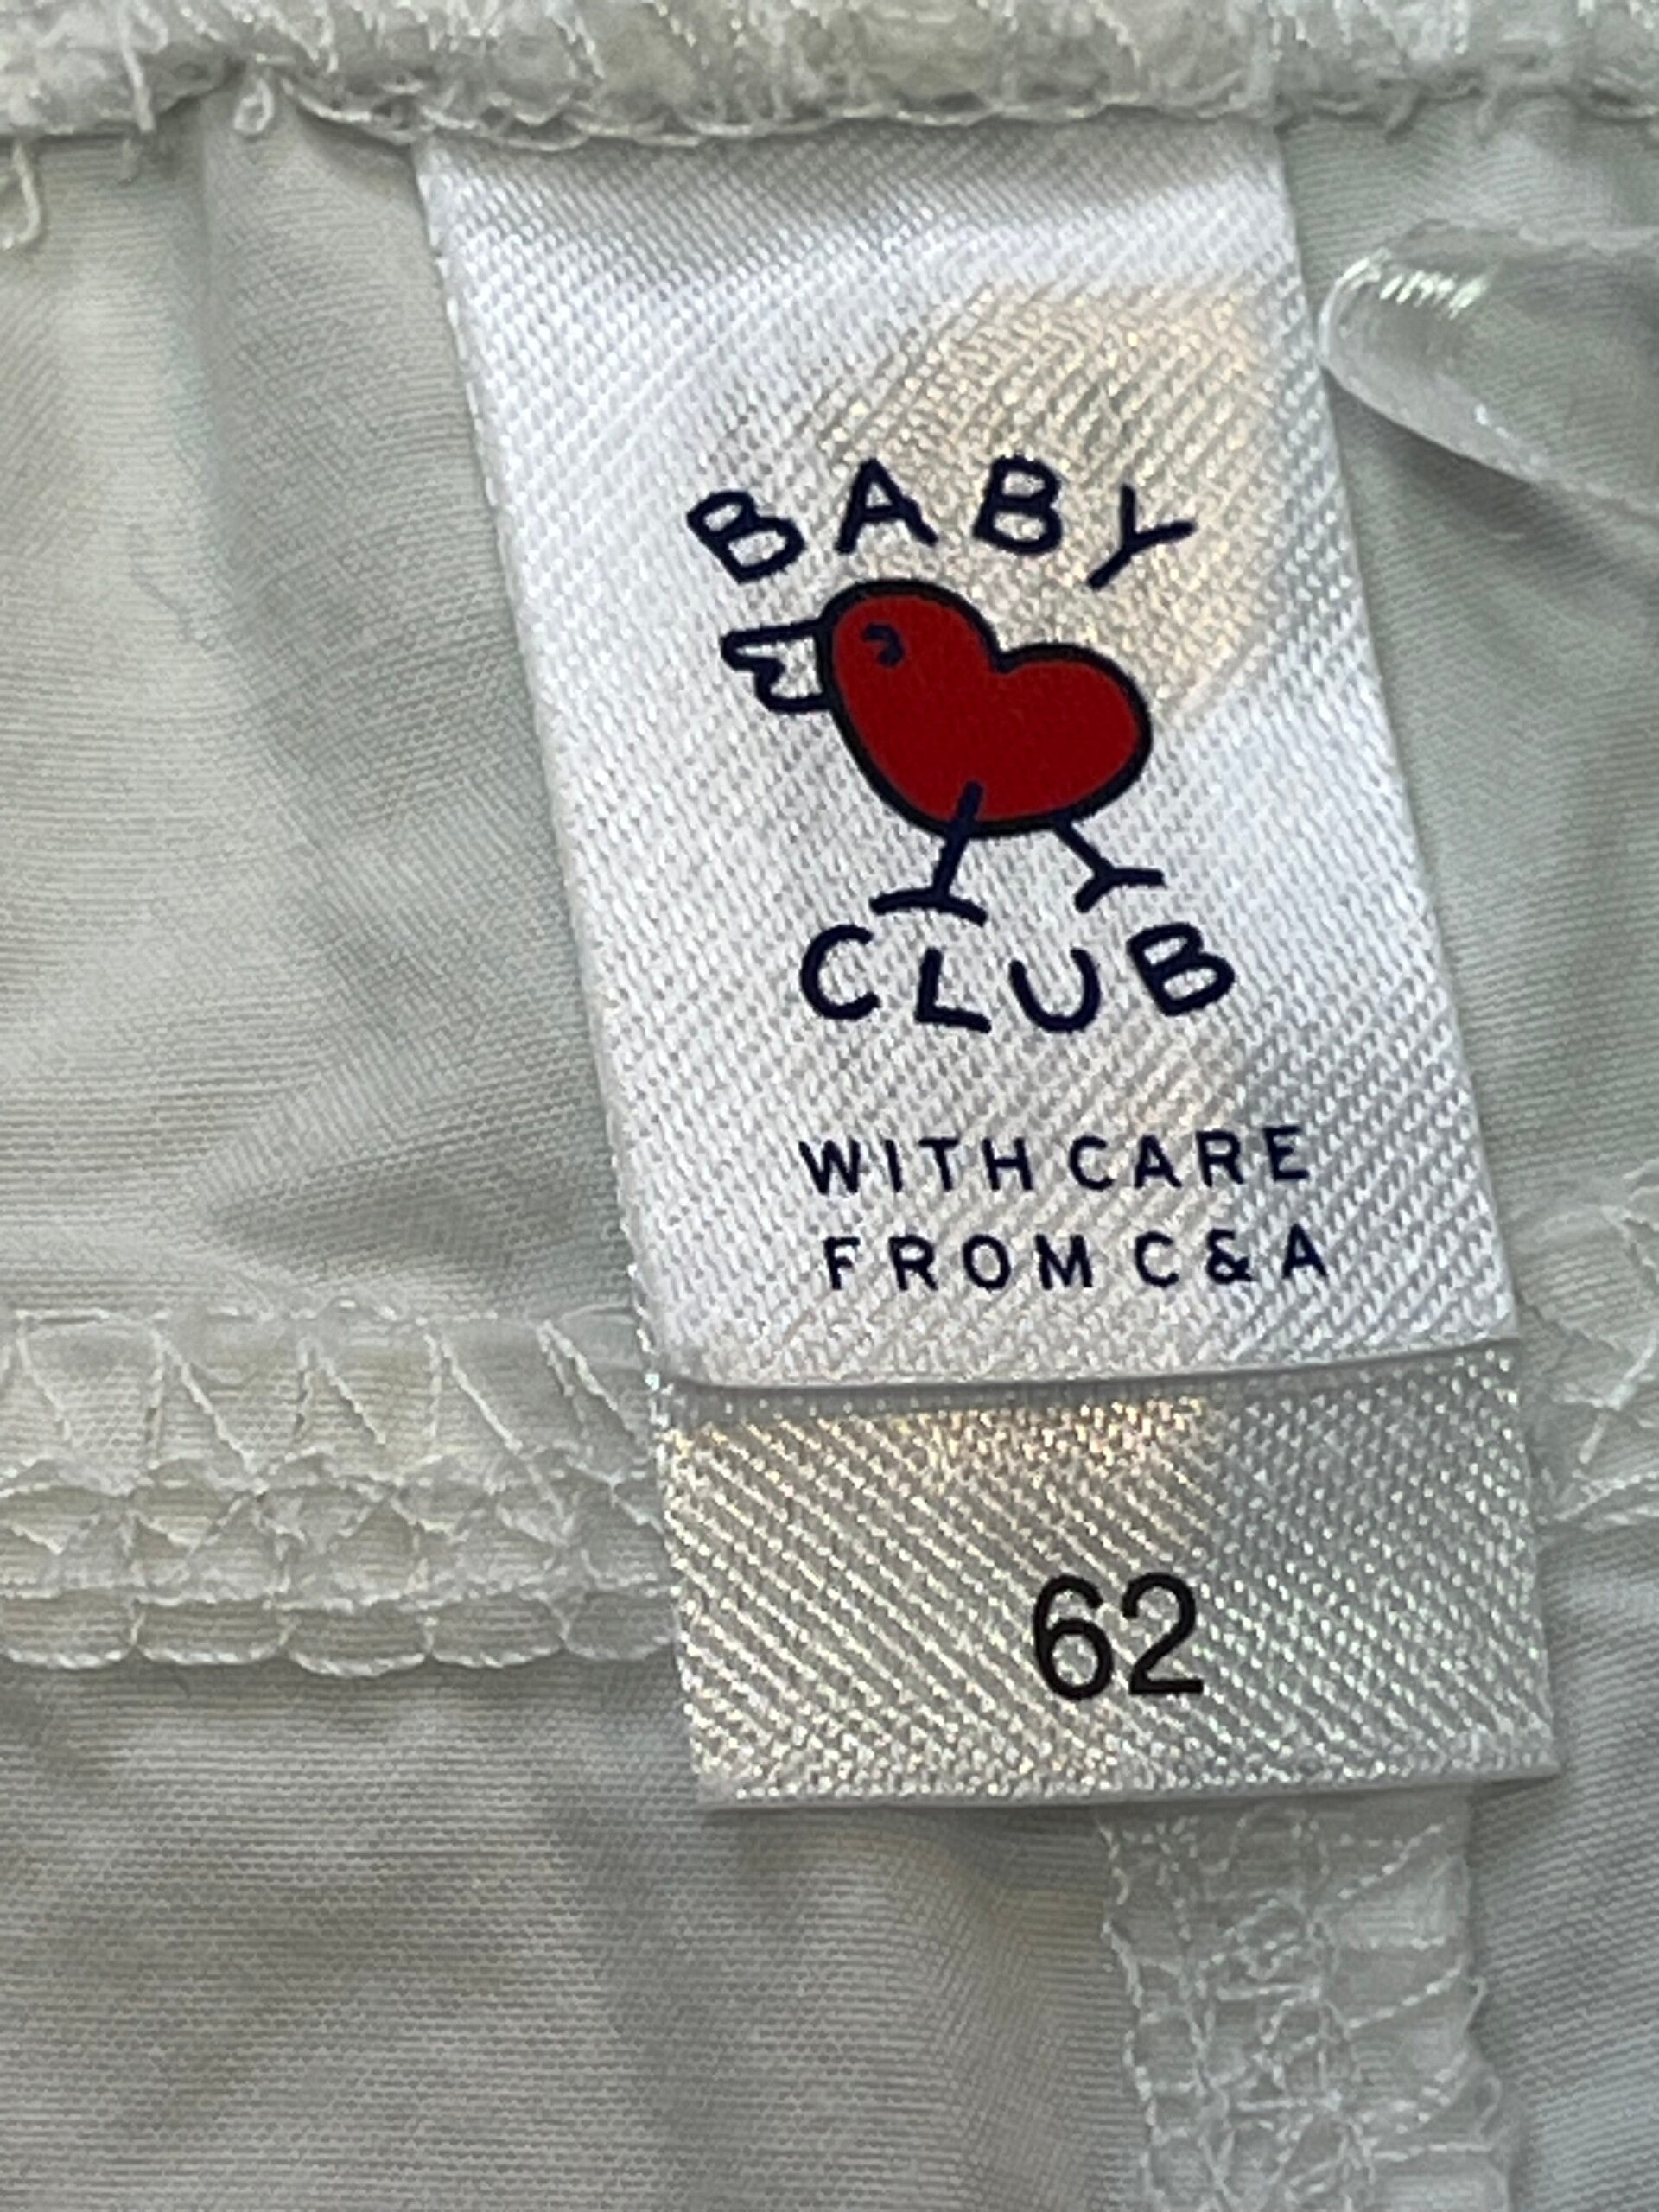 BABY
CLUB
WITH CARE
FROM C&A
62